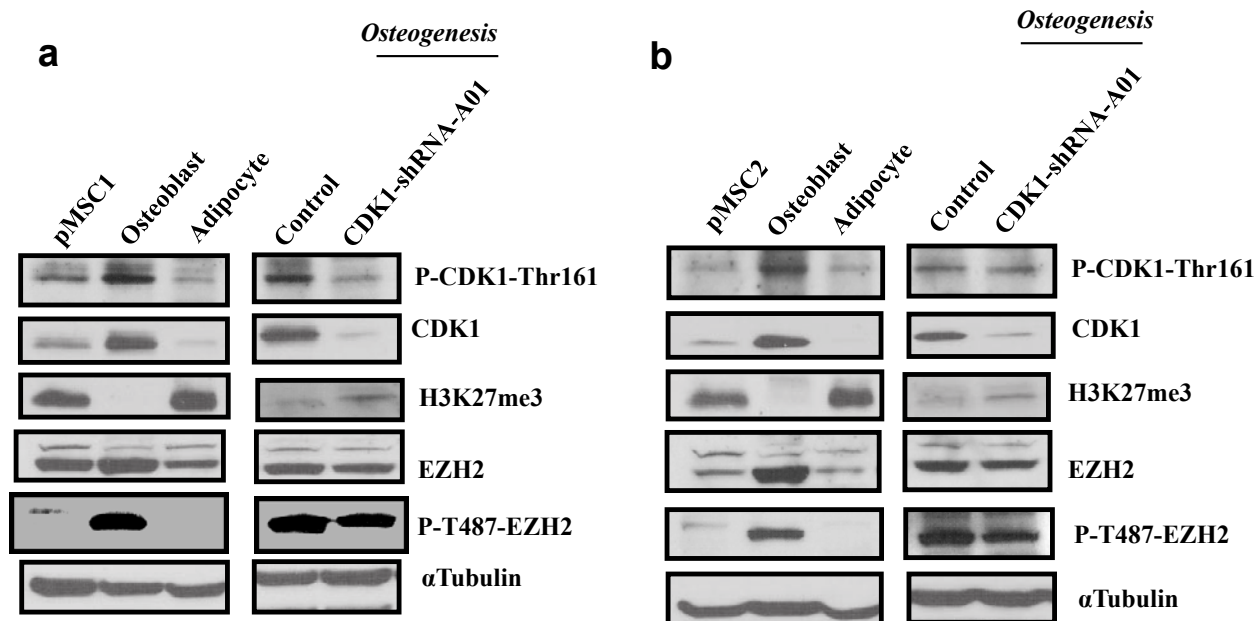 a
Osteogenesis
pMSC1
Osteoblast
Adipocyte
Control
CDK1-shRNA-A01
P-CDK1-Thr161
CDK1
H3K27me3
EZH2
P-T487-EZH2
αTubulin
b
Osteogenesis
pMSC2
Osteoblast
Adipocyte
Control
CDK1-shRNA-A01
P-CDK1-Thr161
CDK1
H3K27me3
EZH2
P-T487-EZH2
αTubulin